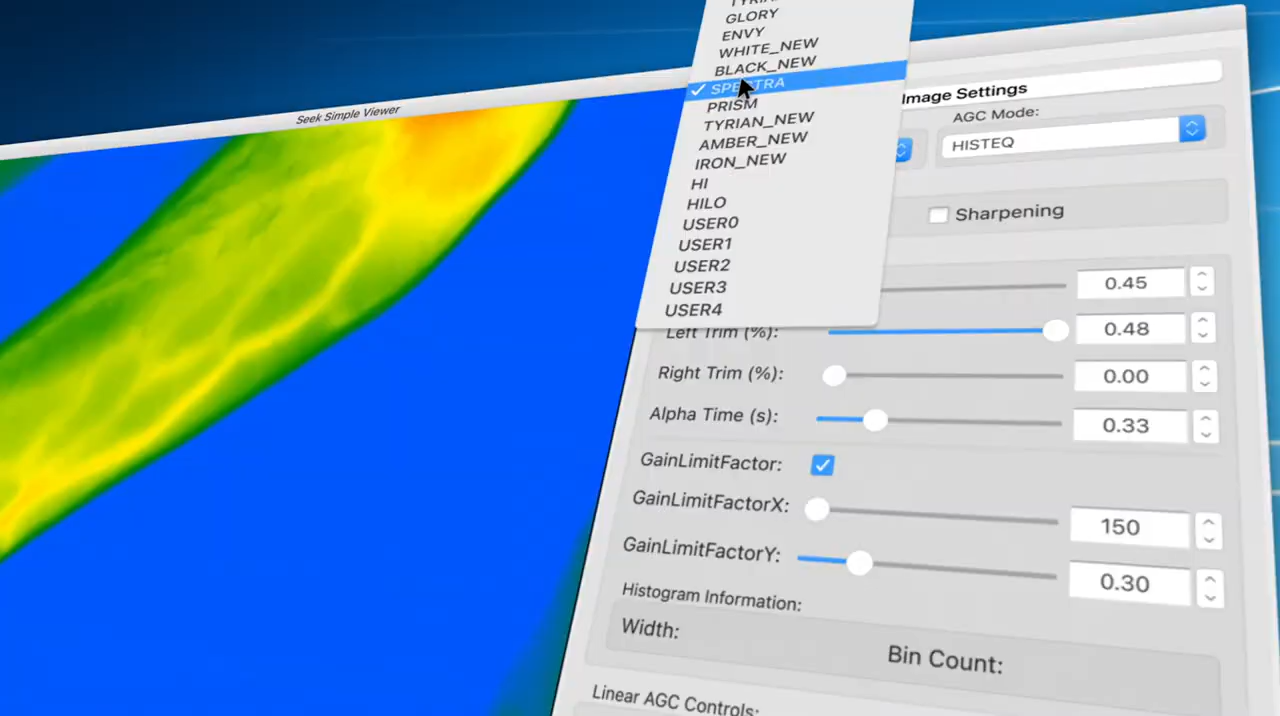 GLORY
ENVY
WHITE_NEW
BLACK_NEW
SPECTRA
PRISM
TYRIAN_NEW
AMBER_NEW
IRON_NEW
HI
HILO
USER0
USER1
USER2
USER3
USER4
Seek Simple Viewer
Image Settings
AGC Mode:
HISTEQ
Sharpening
0.45
Left Trim (%):
0.48
Right Trim (%):
0.00
Alpha Time (s):
0.33
GainLimitFactor:
GainLimitFactorX:
150
GainLimitFactorY:
0.30
Histogram Information:
Width:
Bin Count:
Linear AGC Controls: